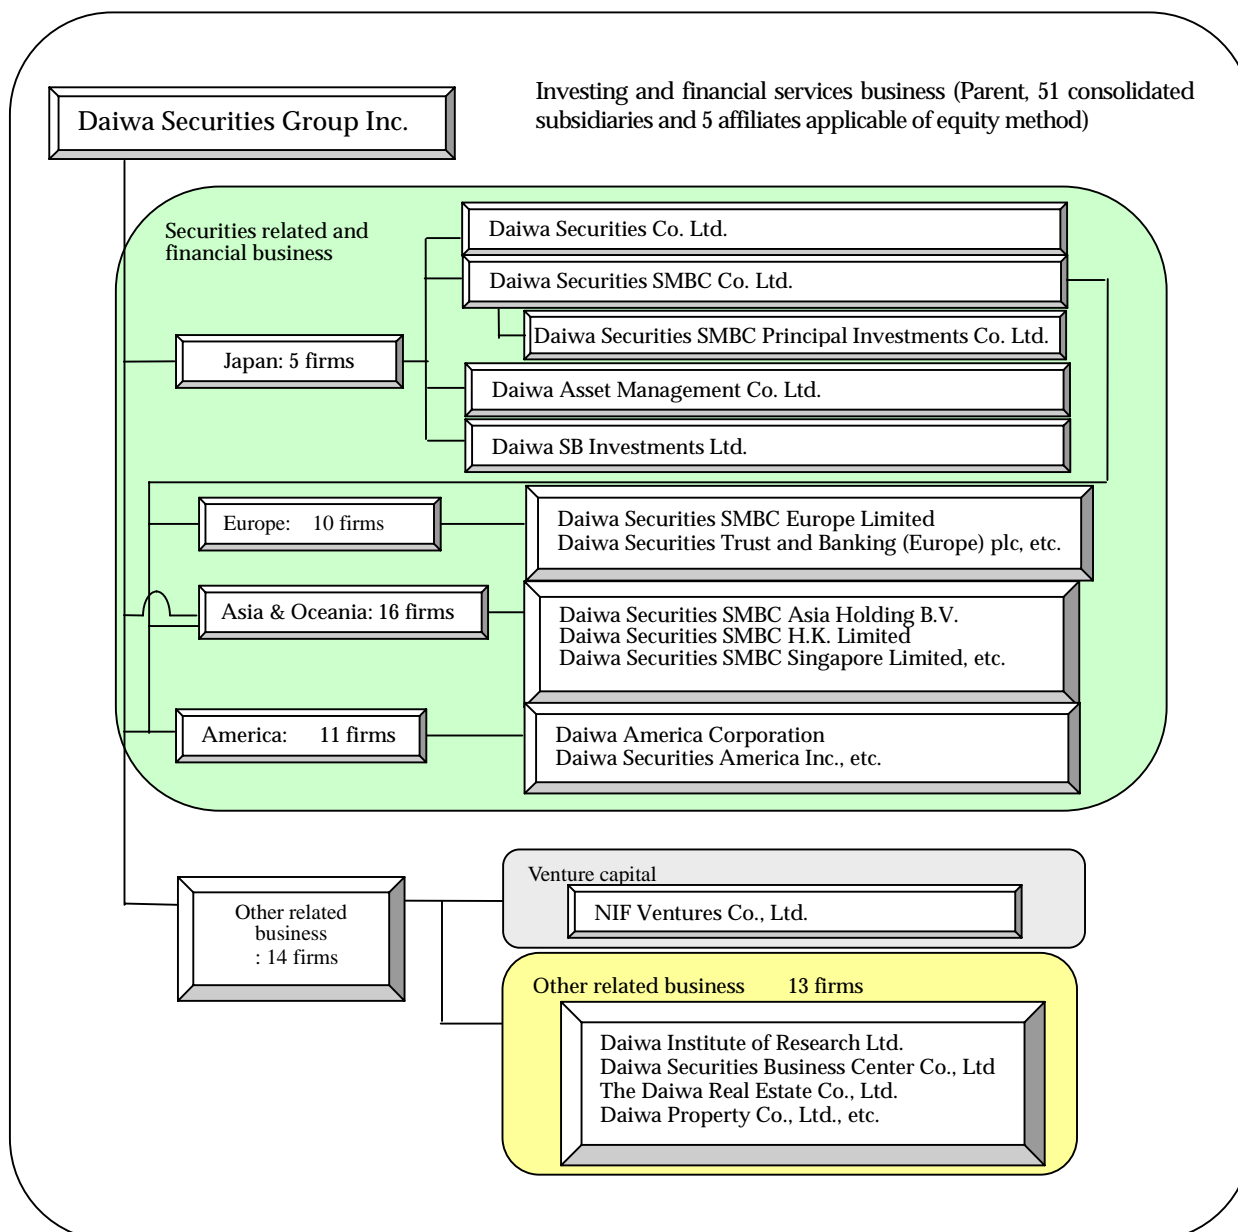 Daiwa Securities Group Inc.
Investing and financial services business (Parent, 51 consolidated
subsidiaries and 5 affiliates applicable of equity method)
Securities related and
financial business
Japan: 5 firms
Daiwa Securities Co. Ltd.
Daiwa Securities SMBC Co. Ltd.
Daiwa Securities SMBC Principal Investments Co. Ltd.
Daiwa Asset Management Co. Ltd.
Daiwa SB Investments Ltd.
Europe: 10 firms
Daiwa Securities SMBC Europe Limited
Daiwa Securities Trust and Banking (Europe) plc, etc.
Asia & Oceania: 16 firms
Daiwa Securities SMBC Asia Holding B.V.
Daiwa Securities SMBC H.K. Limited
Daiwa Securities SMBC Singapore Limited, etc.
America: 11 firms
Daiwa America Corporation
Daiwa Securities America Inc., etc.
Other related
business
: 14 firms
Venture capital
NIF Ventures Co., Ltd.
Other related business 13 firms
Daiwa Institute of Research Ltd.
Daiwa Securities Business Center Co., Ltd
The Daiwa Real Estate Co., Ltd.
Daiwa Property Co., Ltd., etc.